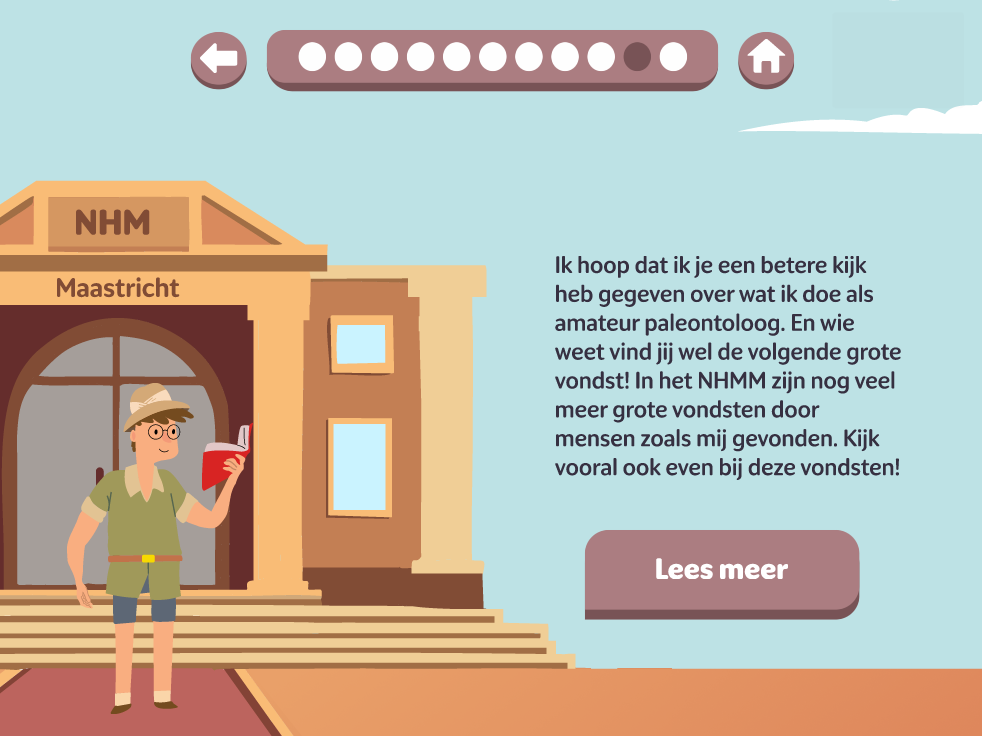 NHM
Maastricht
Ik hoop dat ik je een betere kijk
heb gegeven over wat ik doe als
amateur paleontoloog. En wie
weet vind jij wel de volgende grote
vondst! In het NHMM zijn nog veel
meer grote vondsten door
mensen zoals mij gevonden. Kijk
vooral ook even bij deze vondsten!
Lees meer